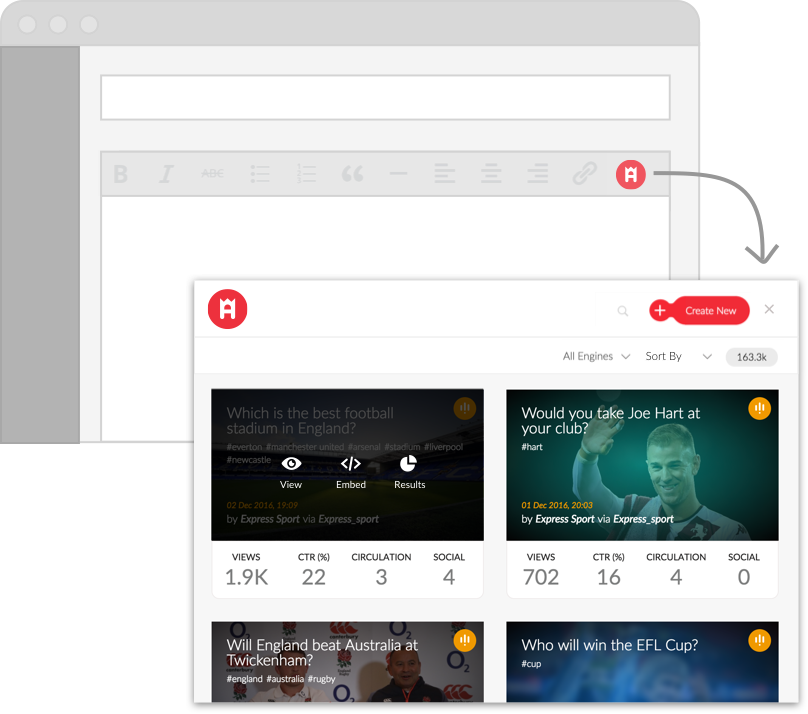 B I ABC
Create New
All Engines Sort By 163.3k
Which is the best football
stadium in England?
#everton #manchester united #arsenal #stadium #liverpool
#newcastle
View Embed Results
02 Dec 2016, 19:09
by Express Sport via Express_sport
VIEWS CTR (%) CIRCULATION SOCIAL
1.9K 22 3 4
Would you take Joe Hart at
your club?
#hart
01 Dec 2016, 20:03
by Express Sport via Express_sport
VIEWS CTR (%) CIRCULATION SOCIAL
702 16 4 0
Will England beat Australia at
Twickenham?
#england #australia #rugby
O2
O2
O2
O2
Who will win the EFL Cup?
#cup